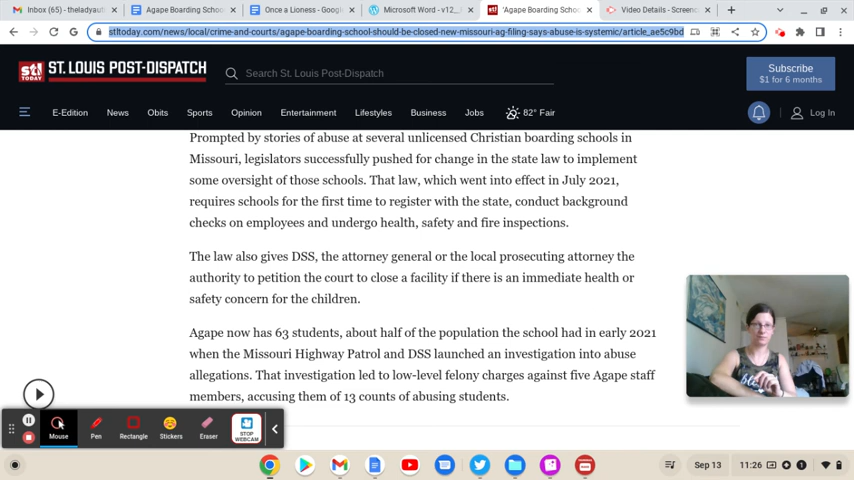 Inbox (65) - theladyauti
Agape Boarding School
Once a Lioness - Google
Microsoft Word - v12_
'Agape Boarding Schoo
Video Details - Screenc
stltoday.com/news/local/crime-and-courts/agape-boarding-school-should-be-closed-new-missouri-ag-filing-says-abuse-is-systemic/article_ae5c9bd
stl TODAY
ST. LOUIS POST-DISPATCH
Search St. Louis Post-Dispatch
Subscribe
$1 for 6 months
E-Edition News Obits Sports Opinion Entertainment Lifestyles Business Jobs 82° Fair Log In
Prompted by stories of abuse at several unlicensed Christian boarding schools in
Missouri, legislators successfully pushed for change in the state law to implement
some oversight of those schools. That law, which went into effect in July 2021,
requires schools for the first time to register with the state, conduct background
checks on employees and undergo health, safety and fire inspections.
The law also gives DSS, the attorney general or the local prosecuting attorney the
authority to petition the court to close a facility if there is an immediate health or
safety concern for the children.
Agape now has 63 students, about half of the population the school had in early 2021
when the Missouri Highway Patrol and DSS launched an investigation into abuse
allegations. That investigation led to low-level felony charges against five Agape staff
members, accusing them of 13 counts of abusing students.
Mouse Pen Rectangle Stickers Eraser STOP WEBCAM
Sep 13 11:26